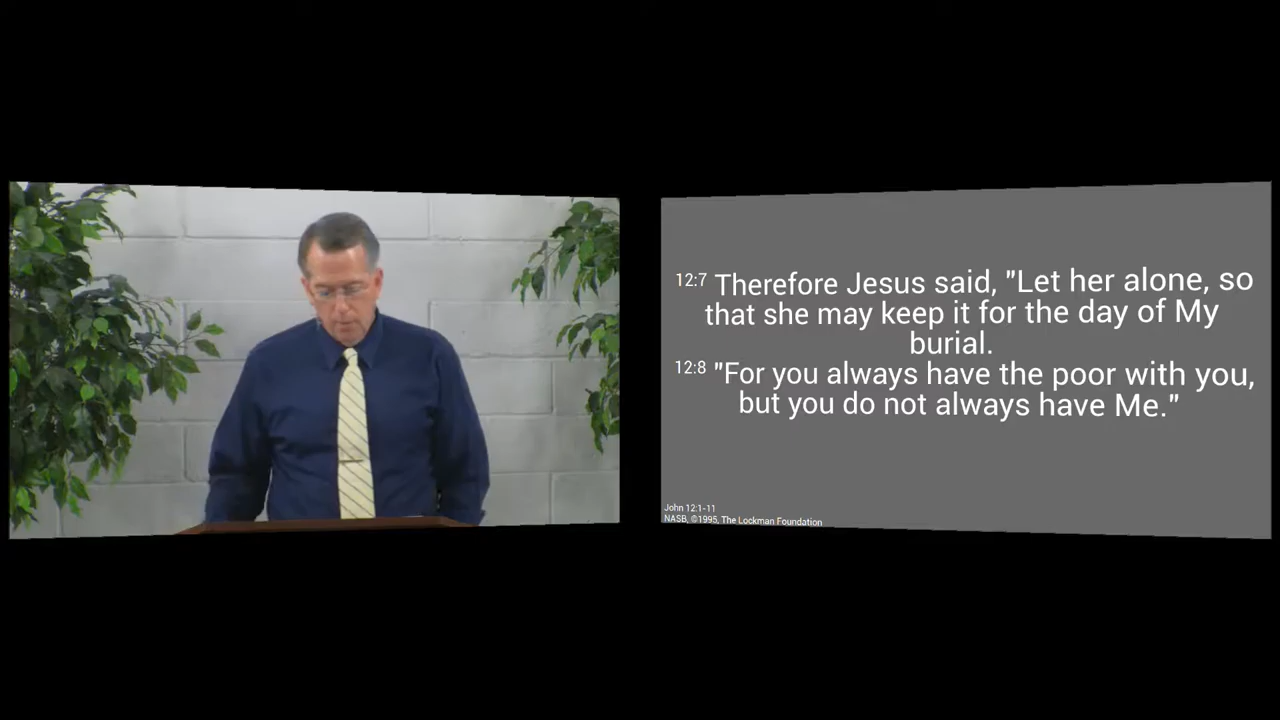 12:7 Therefore Jesus said, "Let her alone, so
that she may keep it for the day of My
burial.
12:8 "For you always have the poor with you,
but you do not always have Me."
John 12:1-11
NASB, ©1995, The Lockman Foundation